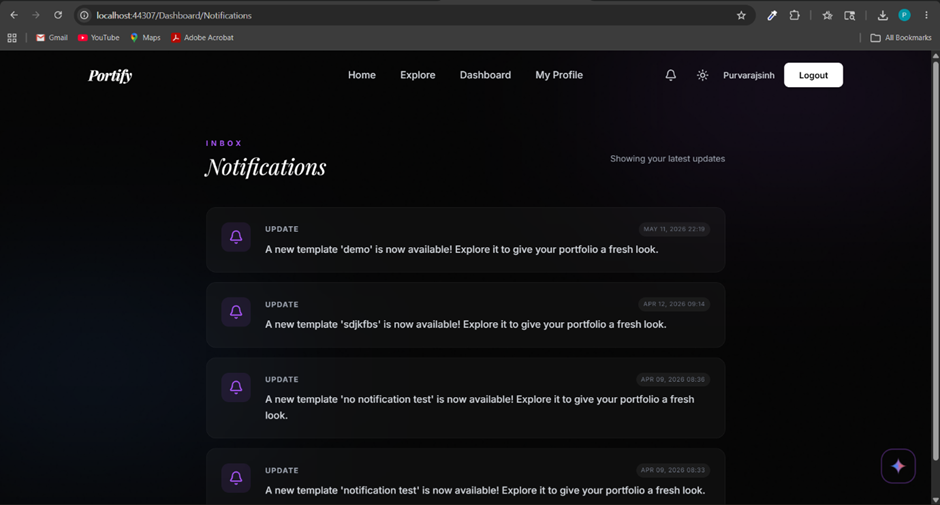 localhost:44307/Dashboard/Notifications
P
Gmail
YouTube
Maps
Adobe Acrobat
All Bookmarks
Portify
Home
Explore
Dashboard
My Profile
Purvarajsinh
Logout
INBOX
Notifications
Showing your latest updates
UPDATE
MAY 11, 2026 22:19
A new template 'demo' is now available! Explore it to give your portfolio a fresh look.
UPDATE
APR 12, 2026 09:14
A new template 'sdjkfbs' is now available! Explore it to give your portfolio a fresh look.
UPDATE
APR 09, 2026 08:36
A new template 'no notification test' is now available! Explore it to give your portfolio a fresh
look.
UPDATE
APR 09, 2026 08:33
A new template 'notification test' is now available! Explore it to give your portfolio a fresh look.